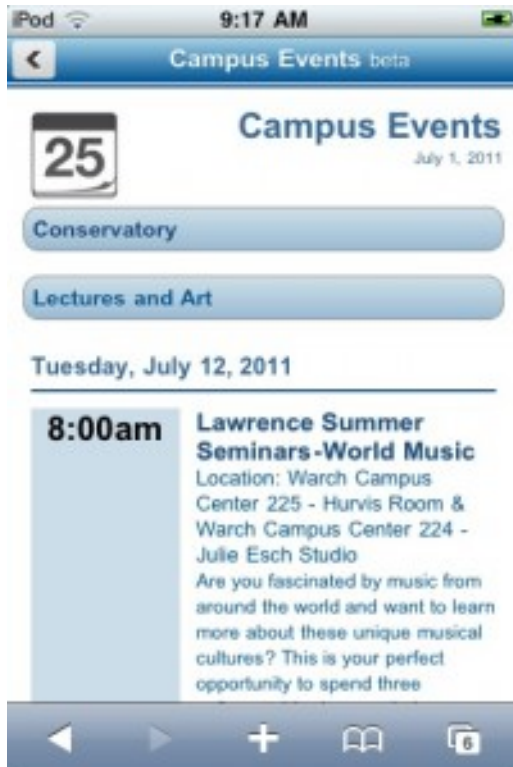 iPod 9:17 AM
Campus Events beta
25
Campus Events
July 1, 2011
Conservatory
Lectures and Art
Tuesday, July 12, 2011
8:00am
Lawrence Summer
Seminars-World Music
Location: Warch Campus
Center 225 - Hurvis Room &
Warch Campus Center 224 -
Julie Esch Studio
Are you fascinated by music from
around the world and want to learn
more about these unique musical
cultures? This is your perfect
opportunity to spend three
6